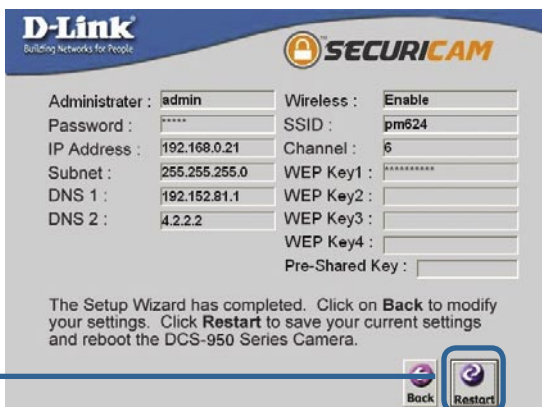 D-Link
Building Networks for People
SECURICAM
Administrater : admin
Password : *****
IP Address : 192.168.0.21
Subnet : 255.255.255.0
DNS 1 : 192.152.81.1
DNS 2 : 4.2.2.2
Wireless : Enable
SSID : pm624
Channel : 6
WEP Key1 : **********
WEP Key2 :
WEP Key3 :
WEP Key4 :
Pre-Shared Key :
The Setup Wizard has completed. Click on Back to modify
your settings. Click Restart to save your current settings
and reboot the DCS-950 Series Camera.
Back
Restart